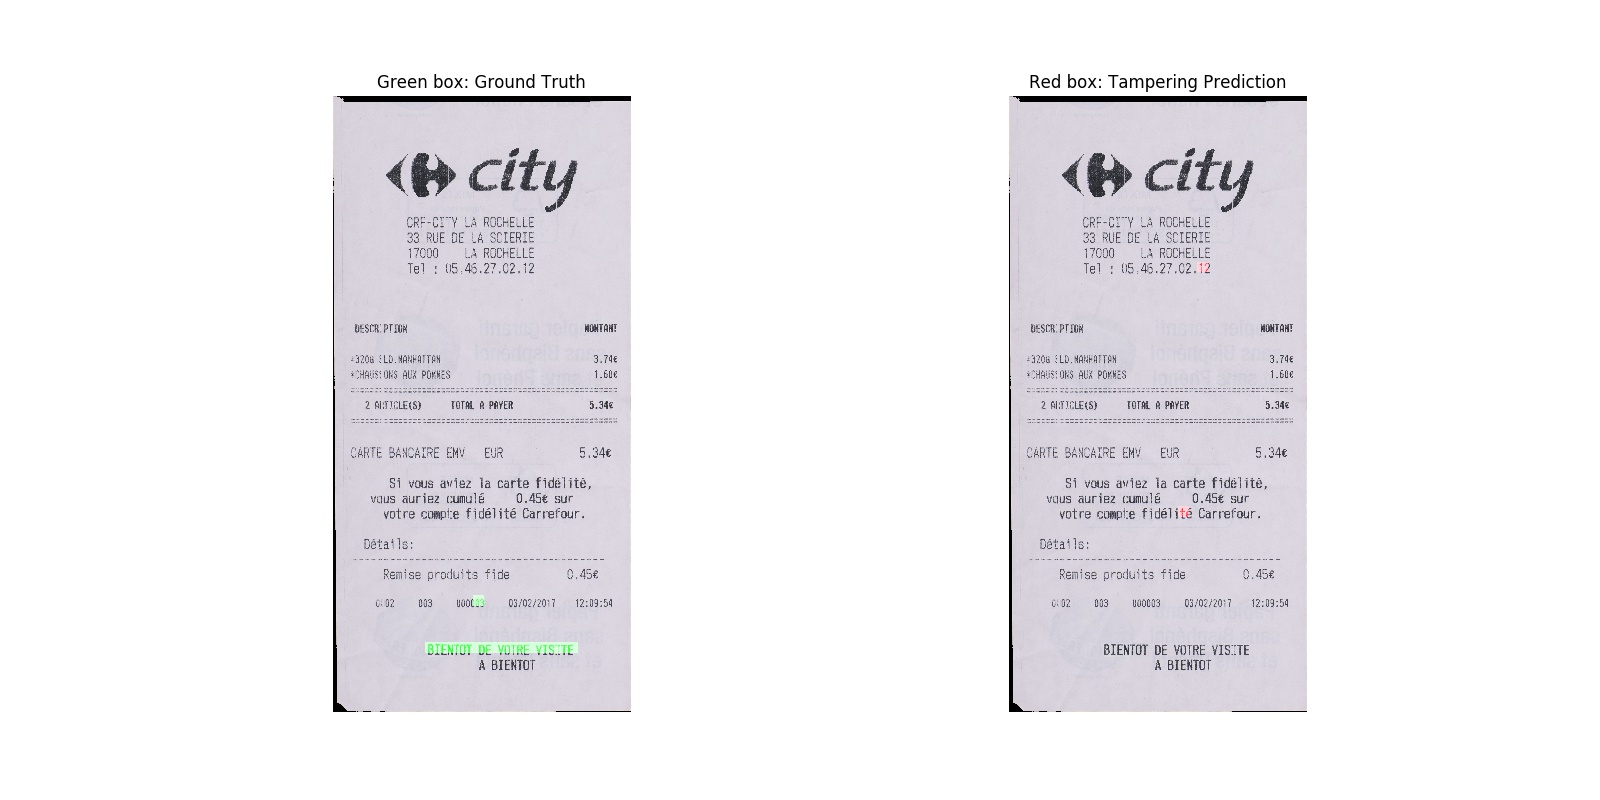 Green box: Ground Truth
city
CRF-CITY LA ROCHELLE
33 RUE DE LA SCIERIE
17000 LA ROCHELLE
Tel : 05.46.27.02.12
DESCRIPTION MONTANT
*320G BLD.MANHATTAN 3.74€
*CHAUSSONS AUX POMMES 1.60€
2 ARTICLE(S) TOTAL A PAYER 5.34€
CARTE BANCAIRE EMV EUR 5.34€
Si vous aviez la carte fidélité,
vous auriez cumulé 0.45€ sur
votre compte fidélité Carrefour.
Détails:
Remise produits fide 0.45€
003 03/02/2017 12:09:54
BIENTOT DE VOTRE VISITE
A BIENTOT
Red box: Tampering Prediction
city
CRF-CITY LA ROCHELLE
33 RUE DE LA SCIERIE
17000 LA ROCHELLE
Tel : 05.46.27.02.12
DESCRIPTION MONTANT
*320G BLD.MANHATTAN 3.74€
*CHAUSSONS AUX POMMES 1.60€
2 ARTICLE(S) TOTAL A PAYER 5.34€
CARTE BANCAIRE EMV EUR 5.34€
Si vous aviez la carte fidélité,
vous auriez cumulé 0.45€ sur
votre compte fidélité Carrefour.
Détails:
Remise produits fide 0.45€
003 03/02/2017 12:09:54
BIENTOT DE VOTRE VISITE
A BIENTOT